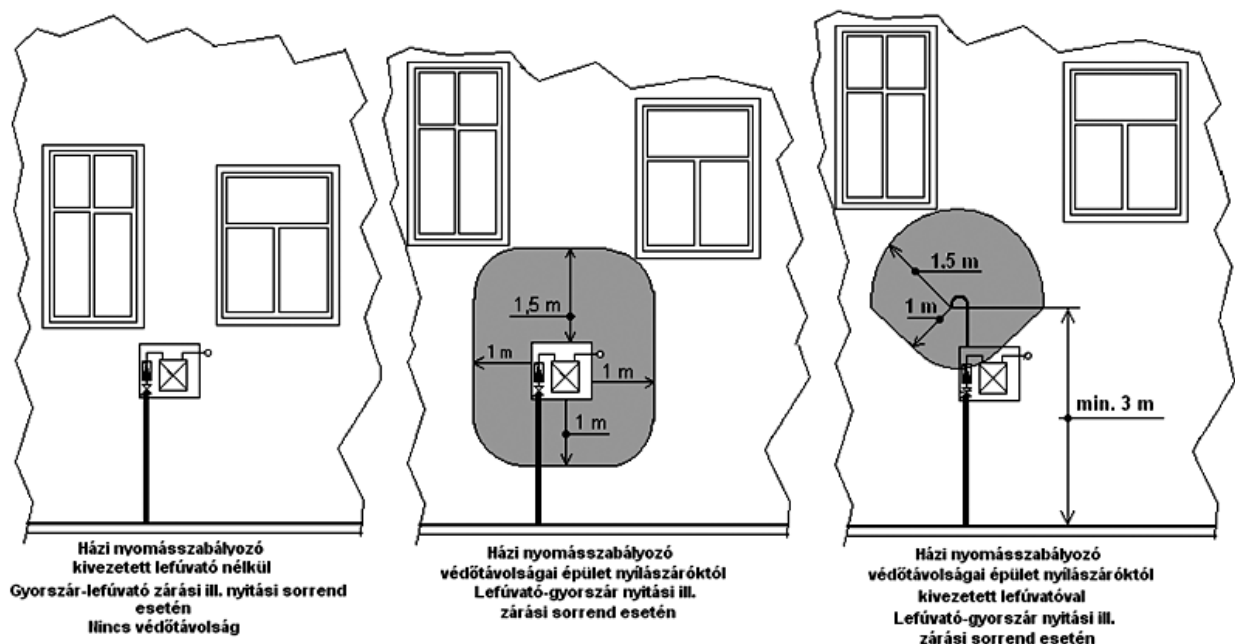 1,5 m
1 m
1 m
1 m
1,5 m
1 m
min. 3 m
Házi nyomásszabályozó
kivezetett lefúvató nélkül
Gyorszár-lefúvató zárási ill. nyitási sorrend
esetén
Nincs védőtávolság
Házi nyomásszabályozó
védőtávolságai épület nyílászáróktól
Lefúvató-gyorszár nyitási ill.
zárási sorrend esetén
Házi nyomásszabályozó
védőtávolságai épület nyílászáróktól
kivezetett lefúvatóval
Lefúvató-gyorszár nyitási ill.
zárási sorrend esetén